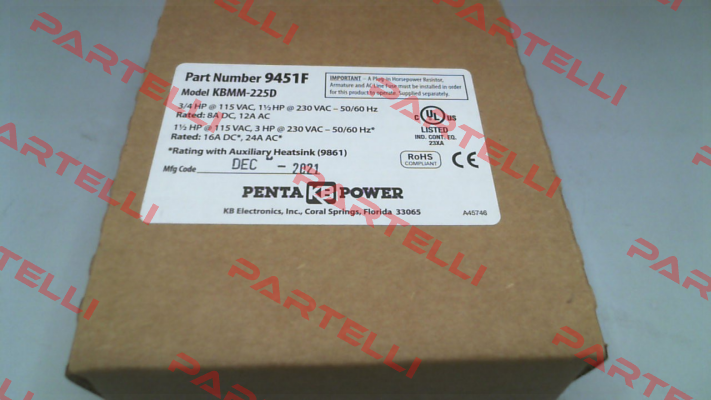 Part Number 9451F
Model KBMM-225D
3/4 HP @ 115 VAC, 1½ HP @ 230 VAC – 50/60 Hz
Rated: 8A DC, 12A AC
1½ HP @ 115 VAC, 3 HP @ 230 VAC – 50/60 Hz*
Rated: 16A DC*, 24A AC*
*Rating with Auxiliary Heatsink (9861)
Mfg Code DEC - 2021
IMPORTANT – A Plug-In Horsepower Resistor,
Armature and AC Line Fuse must be installed in order
for this product to operate. Supplied separately.
C UL US
LISTED
IND. CONT. EQ.
23XA
RoHS
COMPLIANT
CE
PENTA KB POWER
KB Electronics, Inc., Coral Springs, Florida 33065
A45746
PARTELLI
PARTELLI
PARTELLI
PARTELLI
PARTELLI
PARTELLI
PARTELLI
PARTELLI
PARTELLI